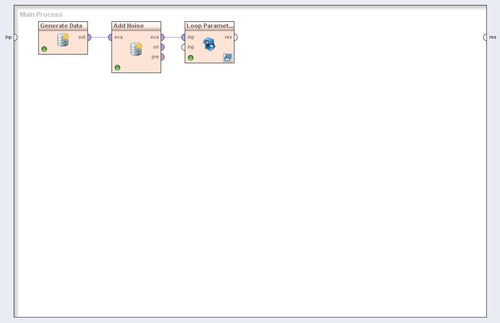 Main Process
Generate Data
Add Noise
Loop Paramet...
inp
out
exa
exa
inp
res
res
ori
inp
pre